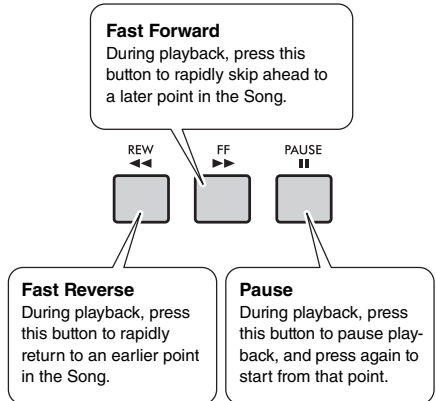 Fast Forward
During playback, press this
button to rapidly skip ahead to
a later point in the Song.
REW
FF
PAUSE
Fast Reverse
During playback, press
this button to rapidly
return to an earlier point
in the Song.
Pause
During playback, press
this button to pause play-
back, and press again to
start from that point.